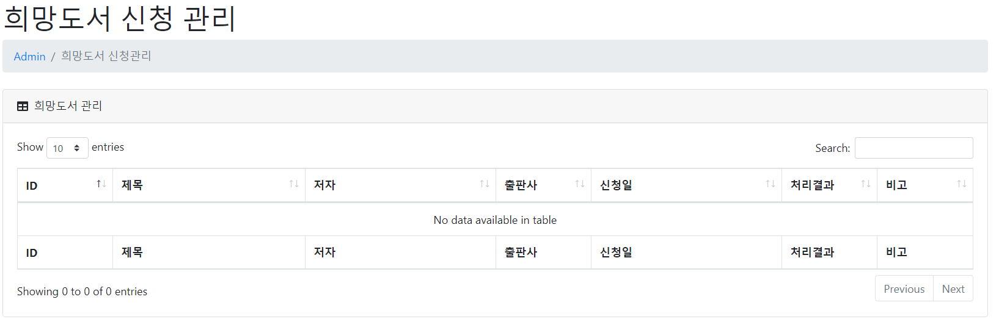 희망도서 신청 관리
Admin / 희망도서 신청관리
희망도서 관리
Show 10 entries Search:
ID 제목 저자 출판사 신청일 처리결과 비고
No data available in table
ID 제목 저자 출판사 신청일 처리결과 비고
Showing 0 to 0 of 0 entries Previous Next